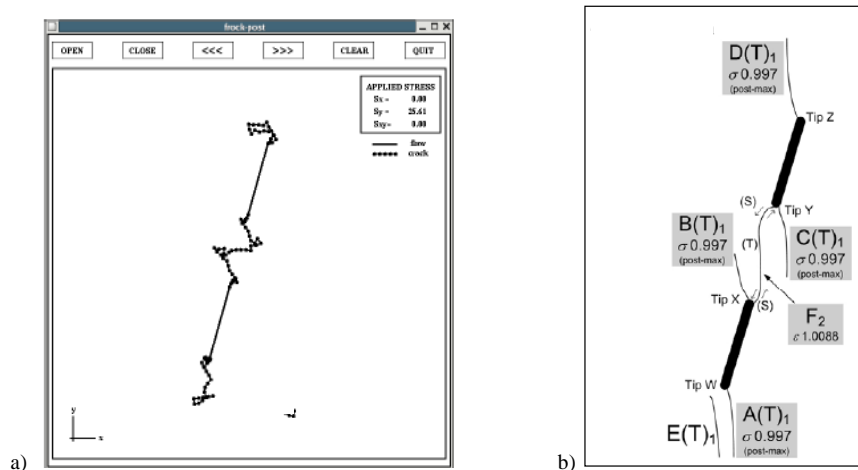 frock-post
OPEN CLOSE <<< >>> CLEAR QUIT
APPLIED STRESS
Sx = 0.00
Sy = 25.61
Sxy= 0.00
flaw
crock
y
x
a)
D(T)₁
σ 0.997
(post-max)
Tip Z
(S)
Tip Y
B(T)₁
σ 0.997
(post-max)
(T)
C(T)₁
σ 0.997
(post-max)
Tip X
(S)
F₂
ε 1.0088
Tip W
E(T)₁
A(T)₁
σ 0.997
(post-max)
b)